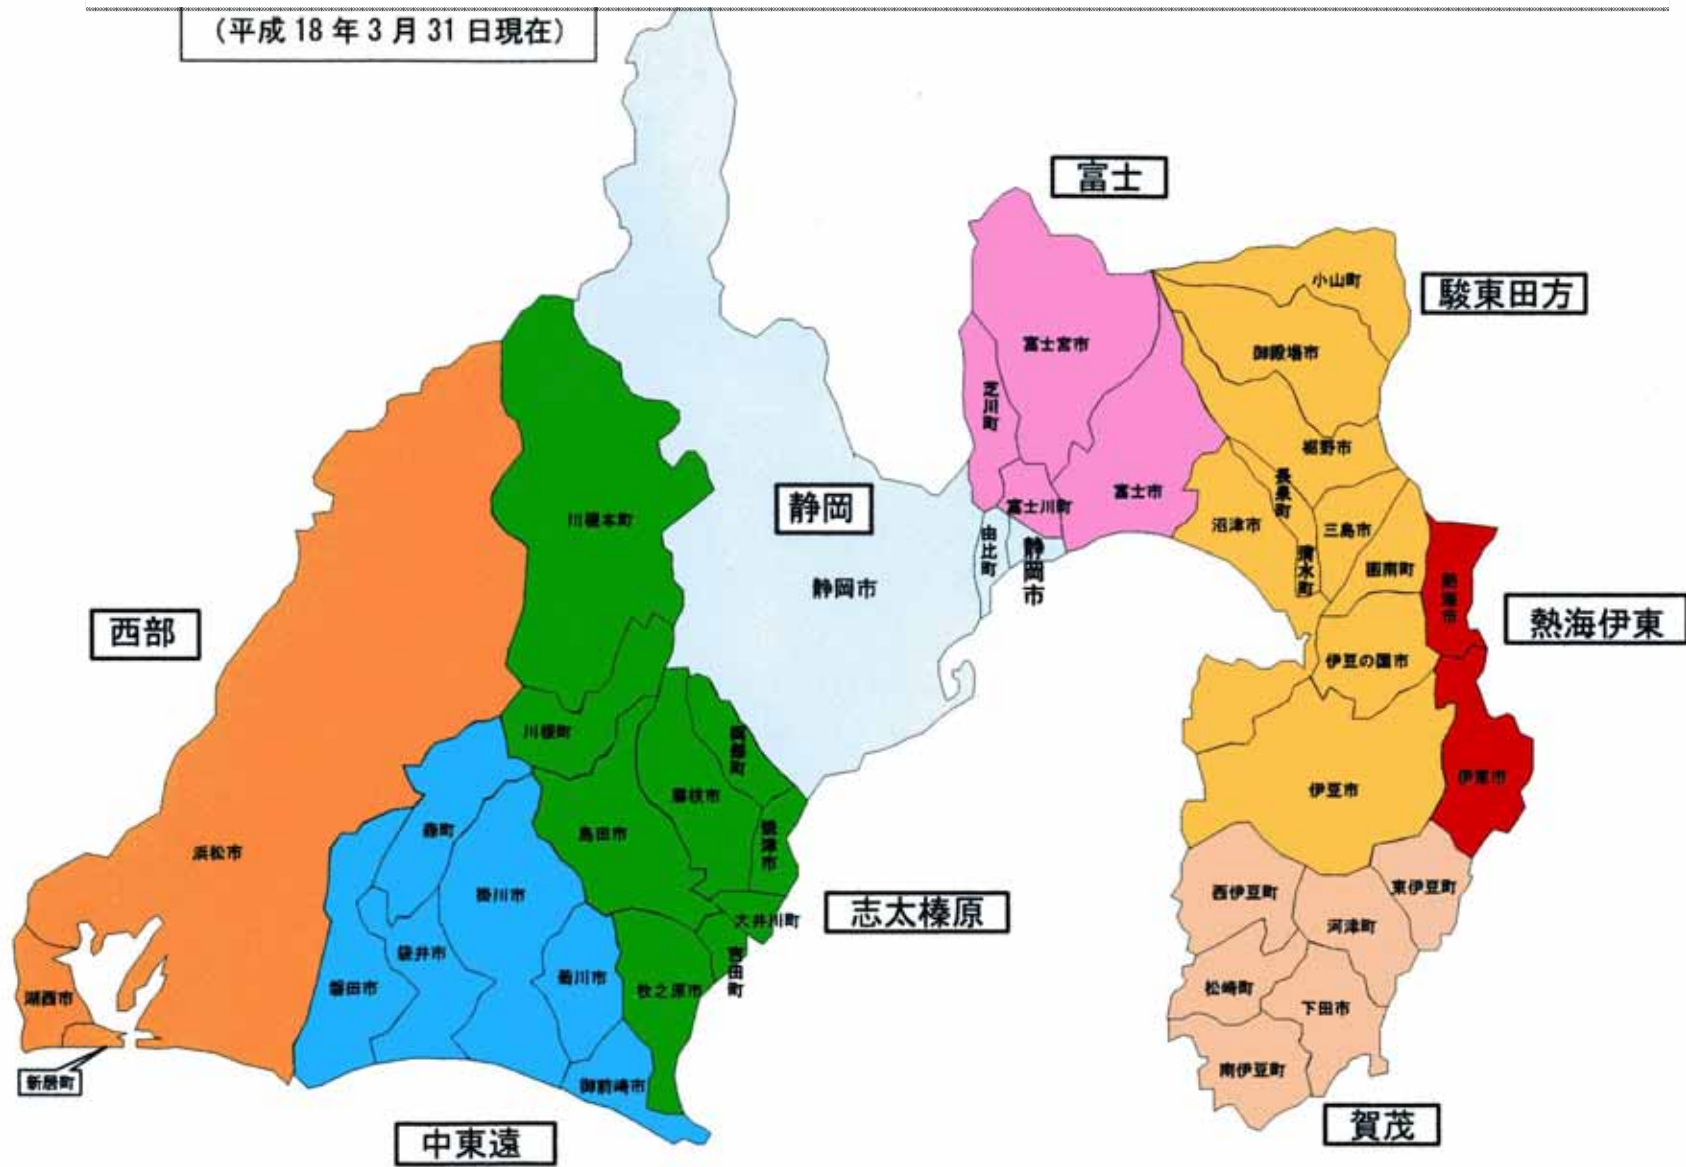 (平成 18 年 3 月 31 日現在)
富士
駿東田方
小山町
御殿場市
富士宮市
芝川町
裾野市
長泉町
富士市
富士川町
静岡
沼津市
三島市
川根本町
由比町
静岡市
清水町
函南町
静岡市
熱海市
熱海伊東
西部
伊豆の国市
川根町
岡部町
伊東市
伊豆市
藤枝市
島田市
森町
焼津市
浜松市
掛川市
西伊豆町
東伊豆町
志太榛原
大井川町
河津町
袋井市
吉田町
菊川市
磐田市
牧之原市
松崎町
湖西市
下田市
南伊豆町
新居町
御前崎市
賀茂
中東遠